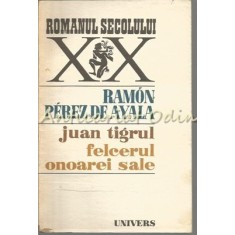 ROMANUL SECOLULUI
XX
RAMÓN
PÉREZ DE AYALA
juan tigrul
felcerul
onoarei sale
UNIVERS